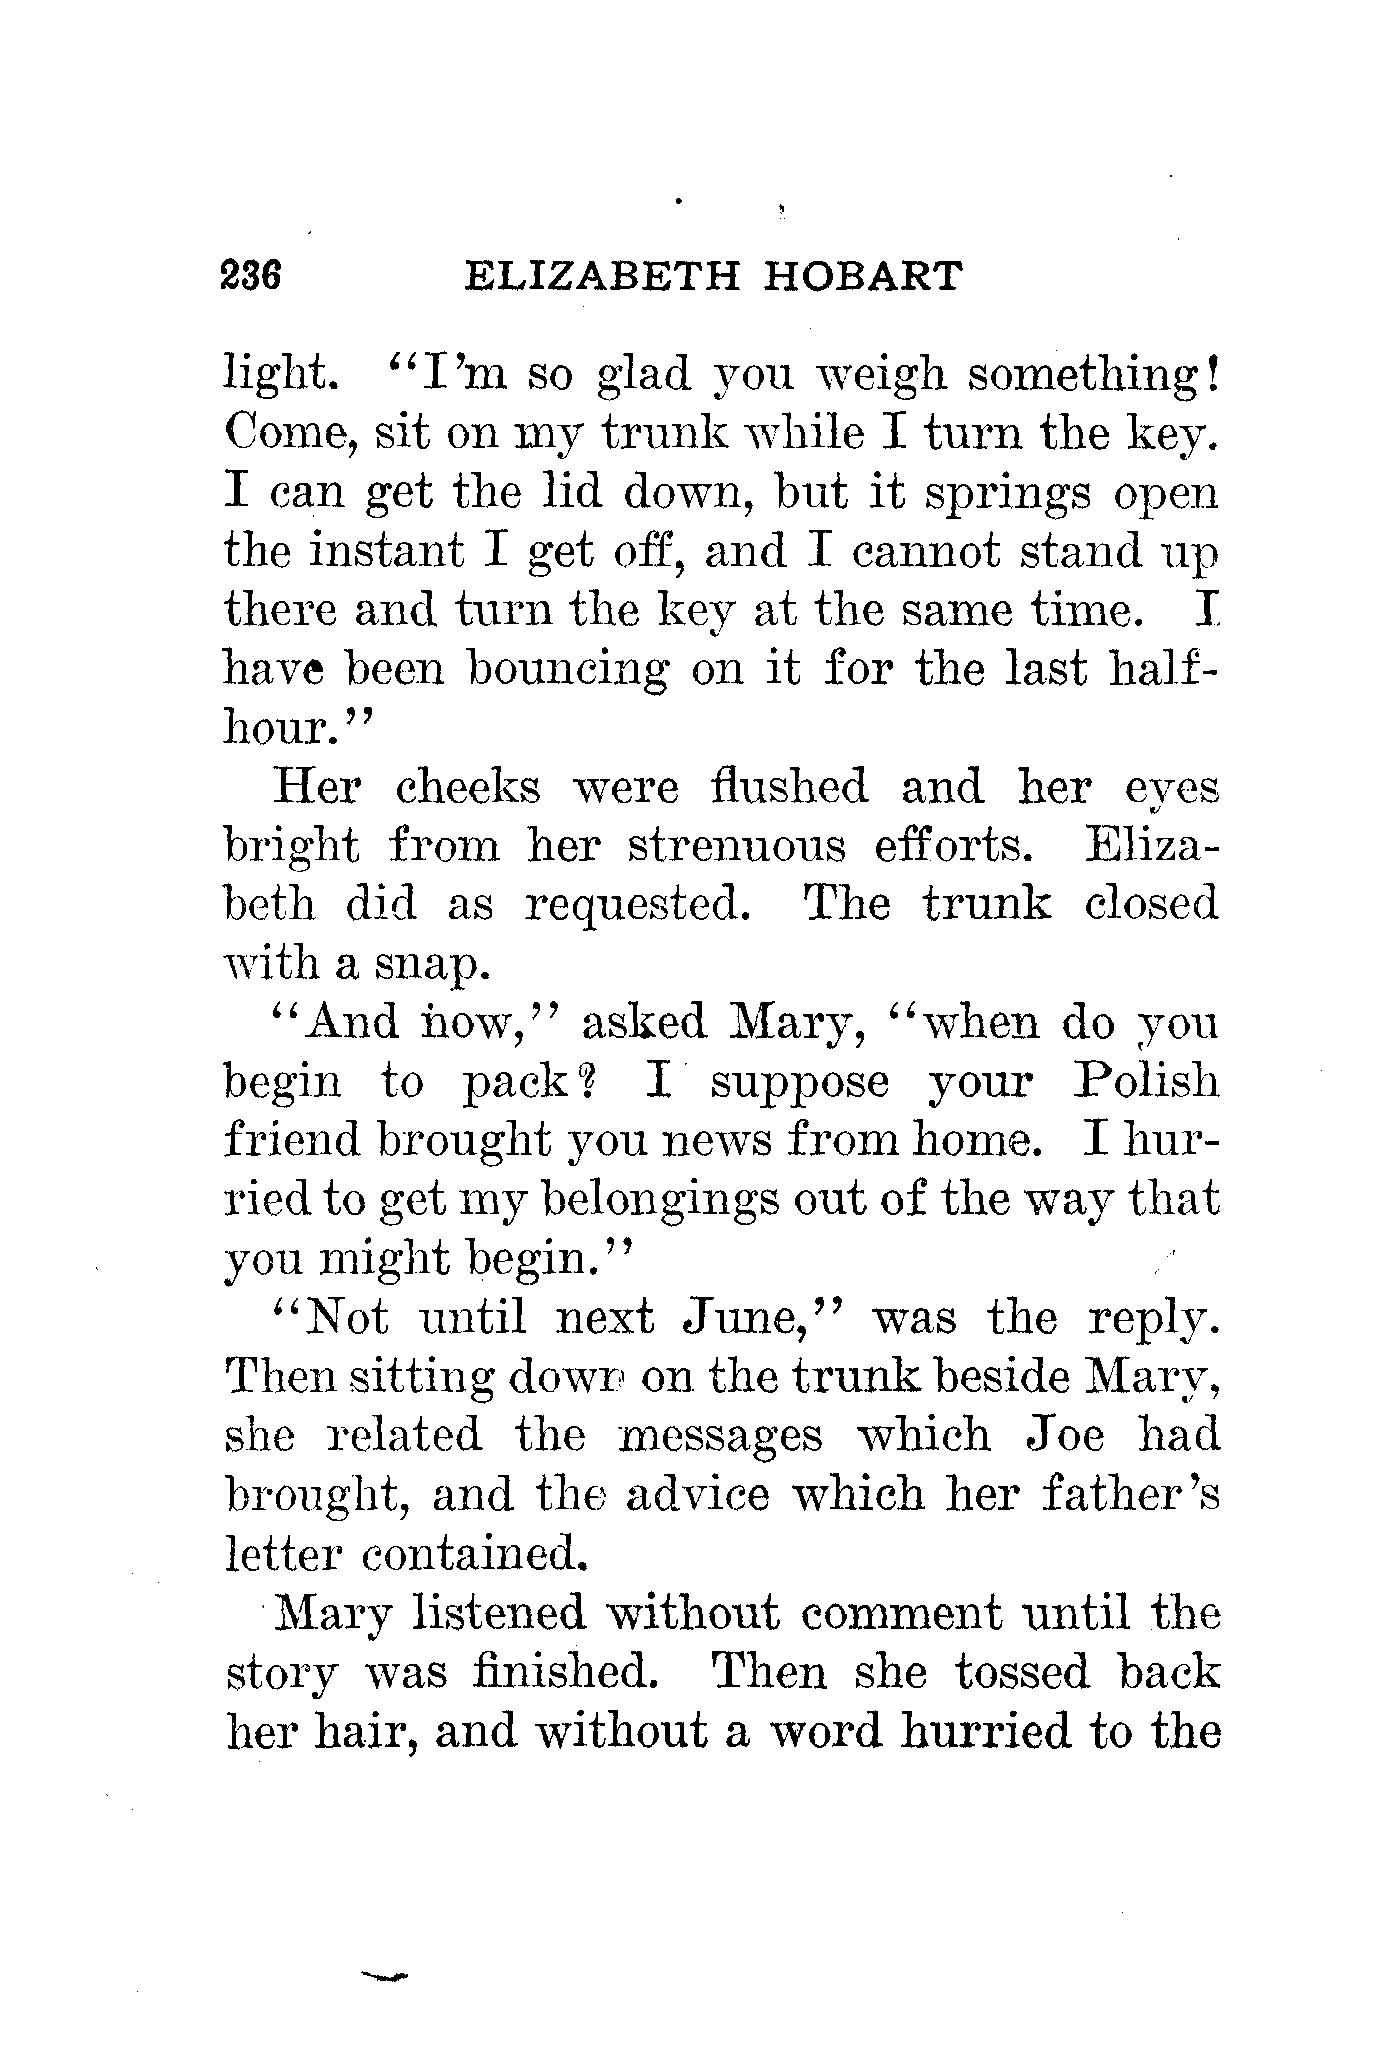 236 ELIZABETH HOBART
light. "I'm so glad you weigh something!
Come, sit on my trunk while I turn the key.
I can get the lid down, but it springs open
the instant I get off, and I cannot stand up
there and turn the key at the same time. I
have been bouncing on it for the last half-
hour."
Her cheeks were flushed and her eyes
bright from her strenuous efforts. Eliza-
beth did as requested. The trunk closed
with a snap.
"And now," asked Mary, "when do you
begin to pack? I suppose your Polish
friend brought you news from home. I hur-
ried to get my belongings out of the way that
you might begin."
"Not until next June," was the reply.
Then sitting down on the trunk beside Mary,
she related the messages which Joe had
brought, and the advice which her father's
letter contained.
Mary listened without comment until the
story was finished. Then she tossed back
her hair, and without a word hurried to the